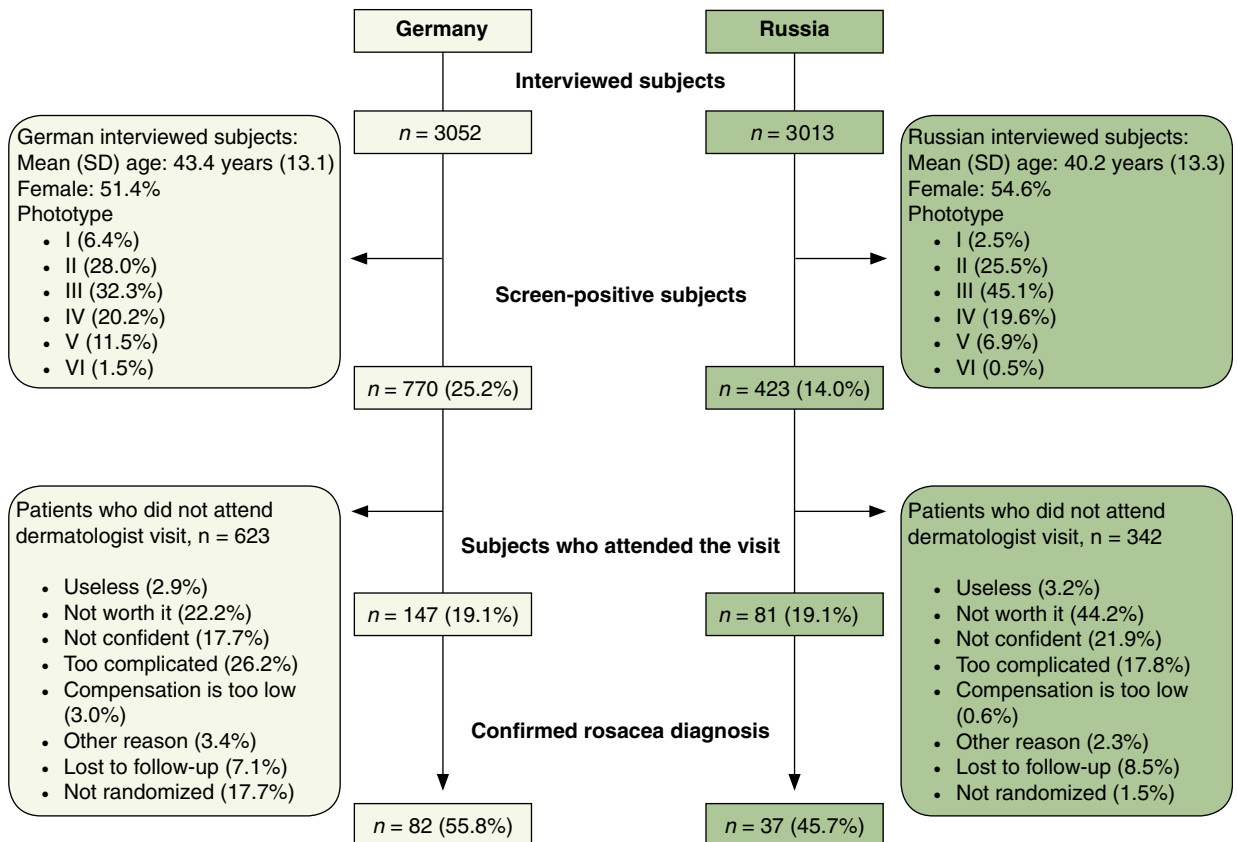 Germany
Russia
Interviewed subjects
n = 3052
n = 3013
German interviewed subjects:
Mean (SD) age: 43.4 years (13.1)
Female: 51.4%
Phototype
• I (6.4%)
• II (28.0%)
• III (32.3%)
• IV (20.2%)
• V (11.5%)
• VI (1.5%)
Russian interviewed subjects:
Mean (SD) age: 40.2 years (13.3)
Female: 54.6%
Phototype
• I (2.5%)
• II (25.5%)
• III (45.1%)
• IV (19.6%)
• V (6.9%)
• VI (0.5%)
Screen-positive subjects
n = 770 (25.2%)
n = 423 (14.0%)
Patients who did not attend
dermatologist visit, n = 623
• Useless (2.9%)
• Not worth it (22.2%)
• Not confident (17.7%)
• Too complicated (26.2%)
• Compensation is too low
(3.0%)
• Other reason (3.4%)
• Lost to follow-up (7.1%)
• Not randomized (17.7%)
Patients who did not attend
dermatologist visit, n = 342
• Useless (3.2%)
• Not worth it (44.2%)
• Not confident (21.9%)
• Too complicated (17.8%)
• Compensation is too low
(0.6%)
• Other reason (2.3%)
• Lost to follow-up (8.5%)
• Not randomized (1.5%)
Subjects who attended the visit
n = 147 (19.1%)
n = 81 (19.1%)
Confirmed rosacea diagnosis
n = 82 (55.8%)
n = 37 (45.7%)